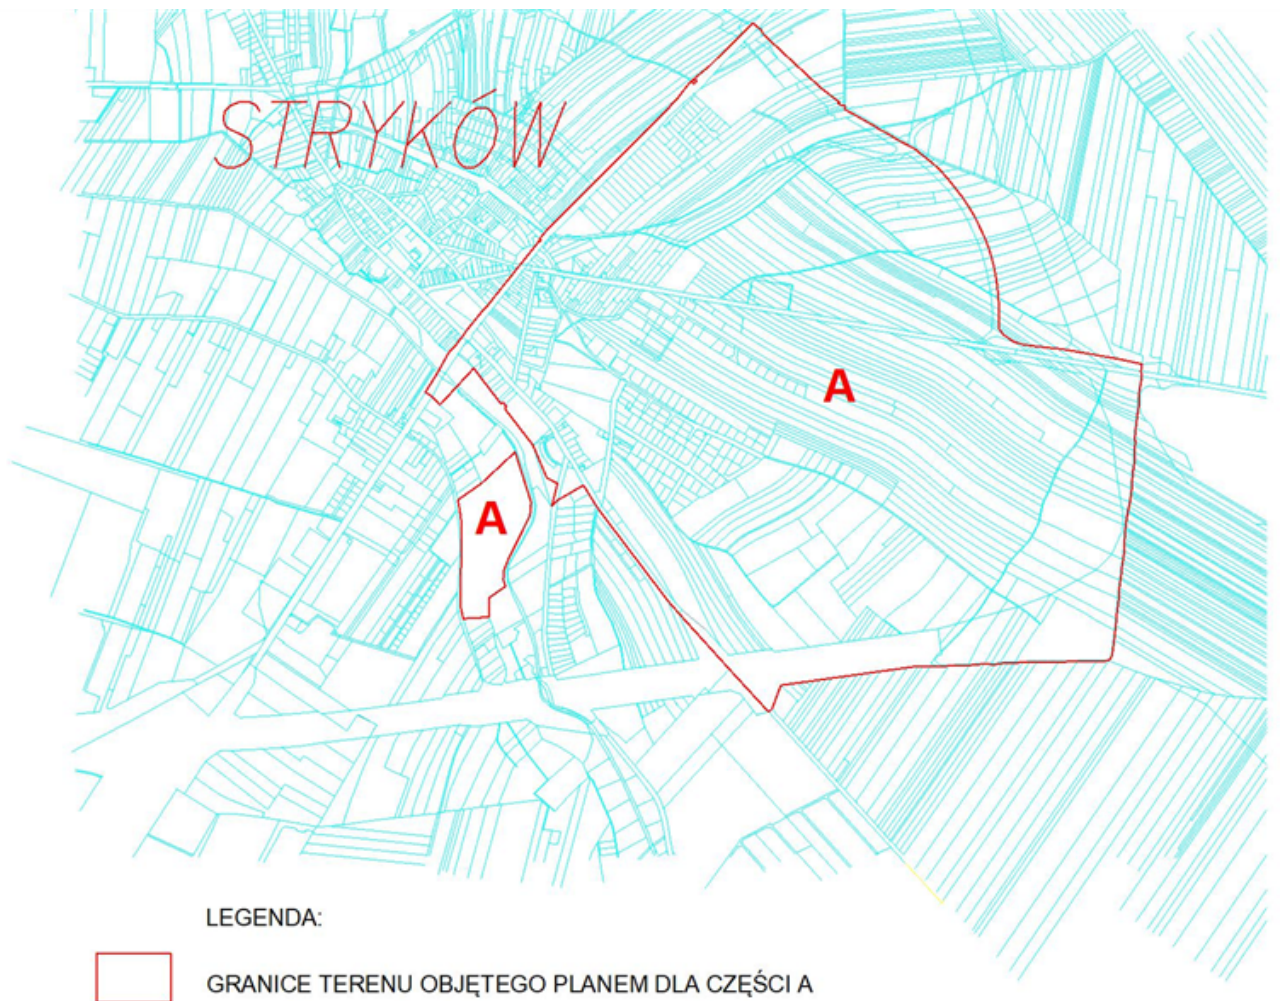 STRYKÓW
A
A
LEGENDA:
GRANICE TERENU OBJĘTEGO PLANEM DLA CZĘŚCI A